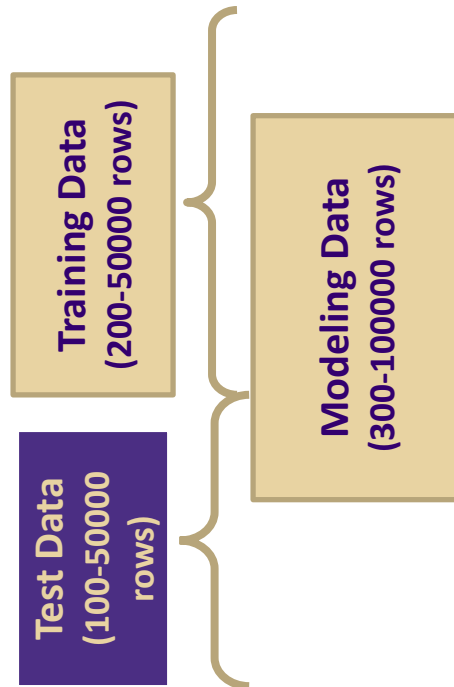 Training Data
(200-50000 rows)
Modeling Data
(300-100000 rows)
Test Data
(100-50000
rows)